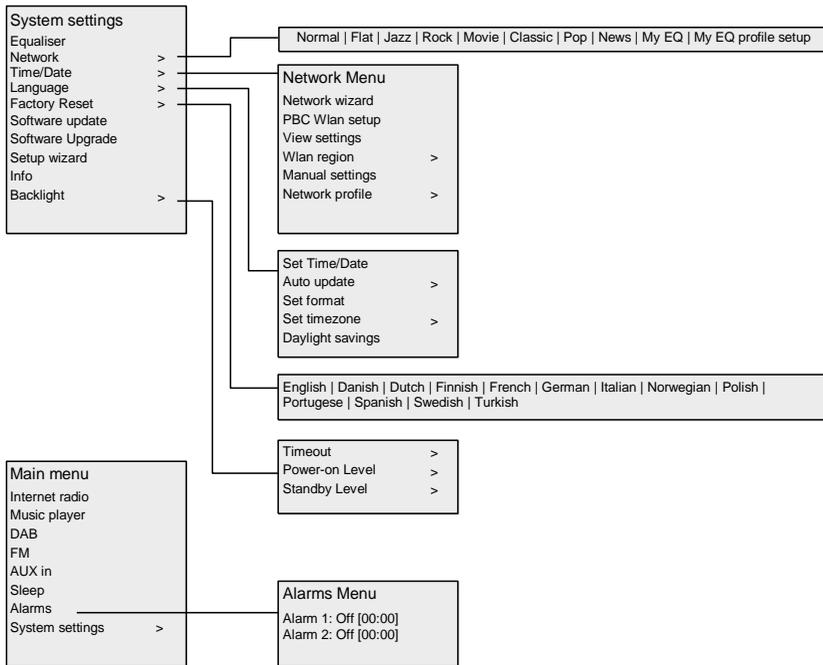 System settings
Equaliser
Network >
Time/Date >
Language >
Factory Reset >
Software update
Software Upgrade
Setup wizard
Info
Backlight >
Normal | Flat | Jazz | Rock | Movie | Classic | Pop | News | My EQ | My EQ profile setup
Network Menu
Network wizard
PBC Wlan setup
View settings
Wlan region >
Manual settings
Network profile >
Set Time/Date
Auto update >
Set format
Set timezone >
Daylight savings
English | Danish | Dutch | Finnish | French | German | Italian | Norwegian | Polish |
Portugese | Spanish | Swedish | Turkish
Timeout >
Power-on Level >
Standby Level >
Main menu
Internet radio
Music player
DAB
FM
AUX in
Sleep
Alarms
System settings >
Alarms Menu
Alarm 1: Off [00:00]
Alarm 2: Off [00:00]